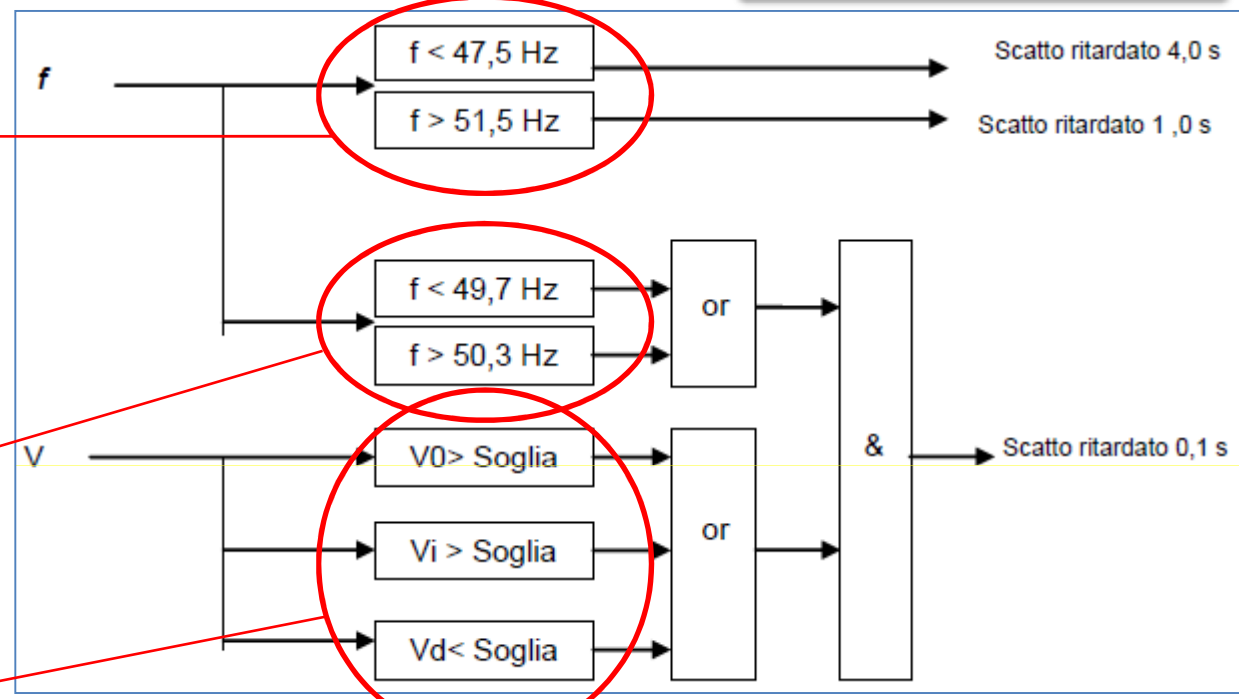 f
f < 47,5 Hz
Scatto ritardato 4,0 s
f > 51,5 Hz
Scatto ritardato 1 ,0 s
f < 49,7 Hz
or
f > 50,3 Hz
V
V0> Soglia
&
Scatto ritardato 0,1 s
Vi > Soglia
or
Vd< Soglia